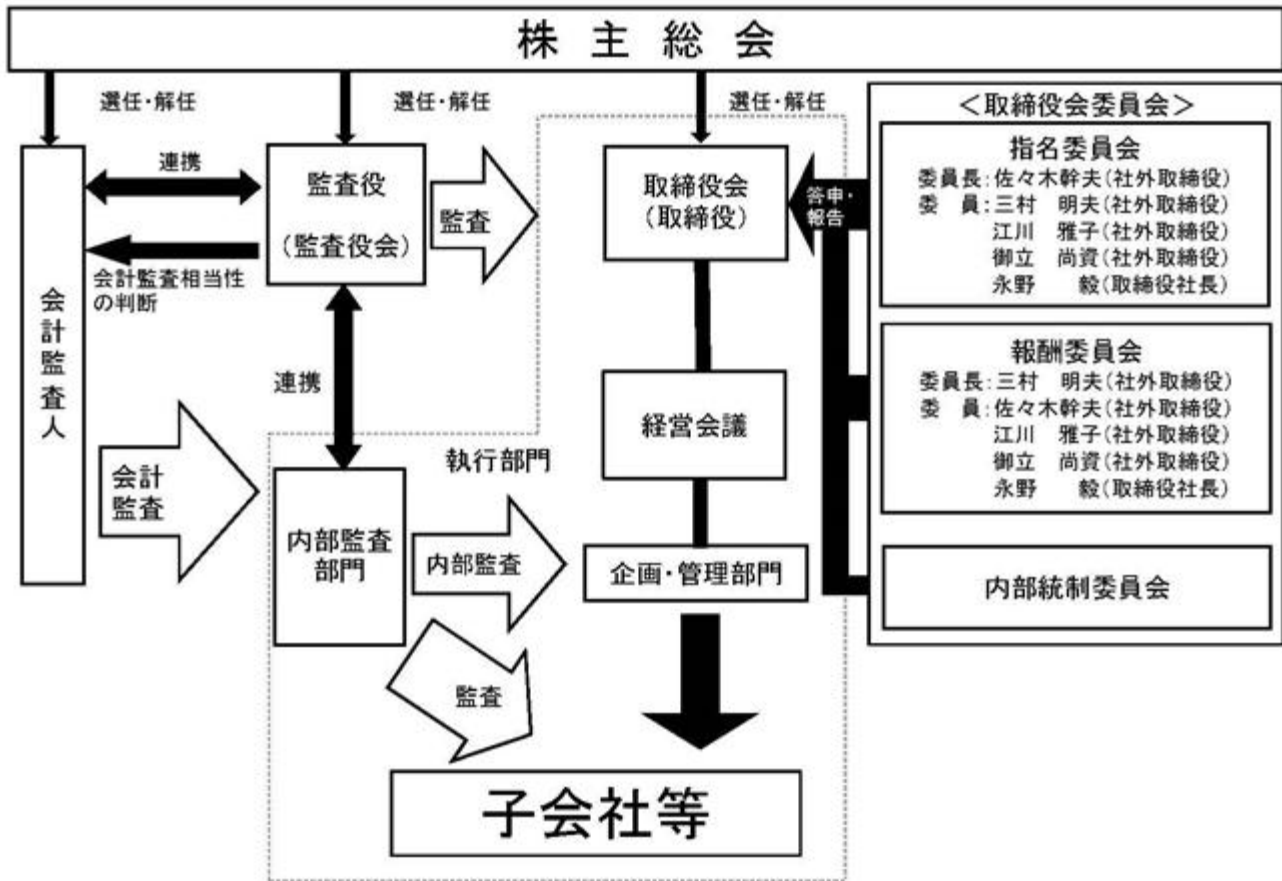 株 主 総 会
選任・解任
選任・解任
選任・解任
会計監査人
連携
会計監査相当性
の判断
監査役
(監査役会)
監査
取締役会
(取締役)
答申・
報告
<取締役会委員会>
指名委員会
委員長:佐々木幹夫(社外取締役)
委 員:三村 明夫(社外取締役)
江川 雅子(社外取締役)
御立 尚資(社外取締役)
永野 毅(取締役社長)
報酬委員会
委員長:三村 明夫(社外取締役)
委 員:佐々木幹夫(社外取締役)
江川 雅子(社外取締役)
御立 尚資(社外取締役)
永野 毅(取締役社長)
内部統制委員会
連携
経営会議
執行部門
会計
監査
内部監査
部門
内部監査
企画・管理部門
監査
子会社等